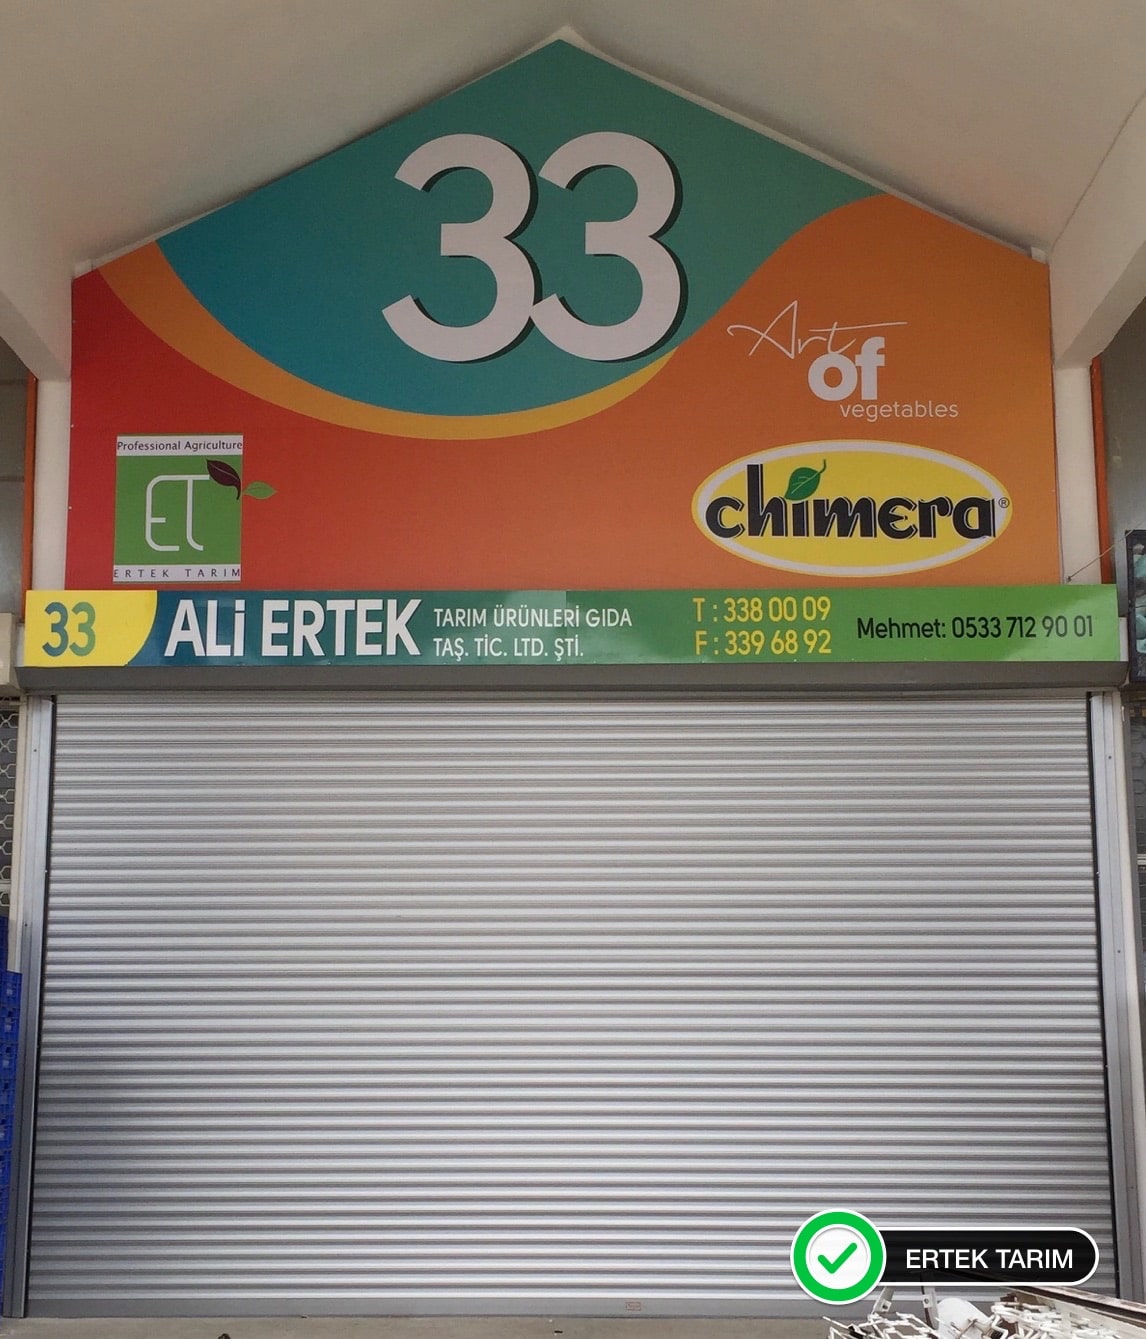 33
Art
of
vegetables
Professional Agriculture
ET
ERTEK TARIM
chimera®
33
ALİ ERTEK
TARIM ÜRÜNLERİ GIDA
TAŞ. TİC. LTD. ŞTİ.
T : 338 00 09
F : 339 68 92
Mehmet: 0533 712 90 01
ERTEK TARIM